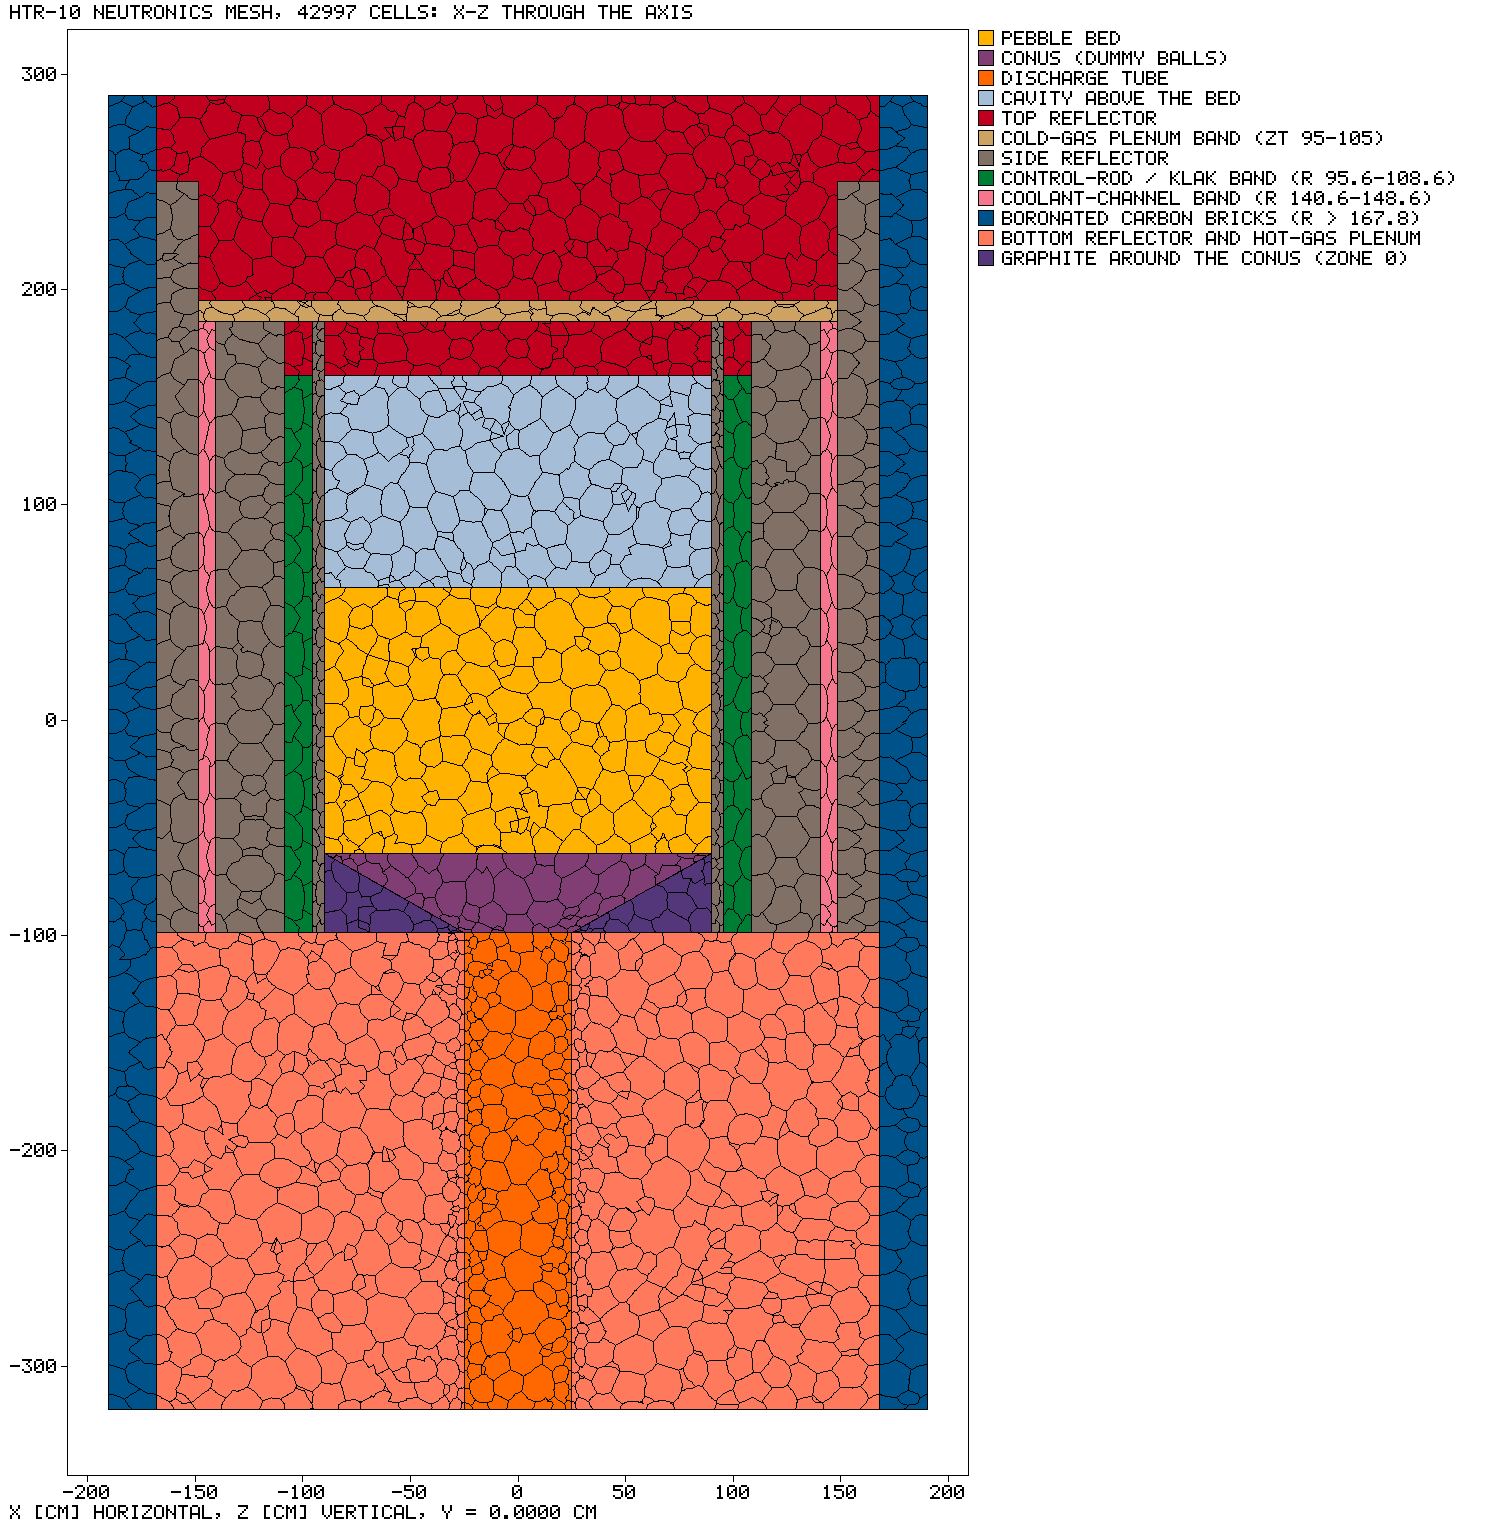 HTR-10 NEUTRONICS MESH, 42997 CELLS: X-Z THROUGH THE AXIS
PEBBLE BED
CONUS (DUMMY BALLS)
DISCHARGE TUBE
CAVITY ABOVE THE BED
TOP REFLECTOR
COLD-GAS PLENUM BAND (ZT 95-105)
SIDE REFLECTOR
CONTROL-ROD / KLAK BAND (R 95.6-108.6)
COOLANT-CHANNEL BAND (R 140.6-148.6)
BORONATED CARBON BRICKS (R > 167.8)
BOTTOM REFLECTOR AND HOT-GAS PLENUM
GRAPHITE AROUND THE CONUS (ZONE 0)
300
200
100
0
-100
-200
-300
-200 -150 -100 -50 0 50 100 150 200
X [CM] HORIZONTAL, Z [CM] VERTICAL, Y = 0.0000 CM